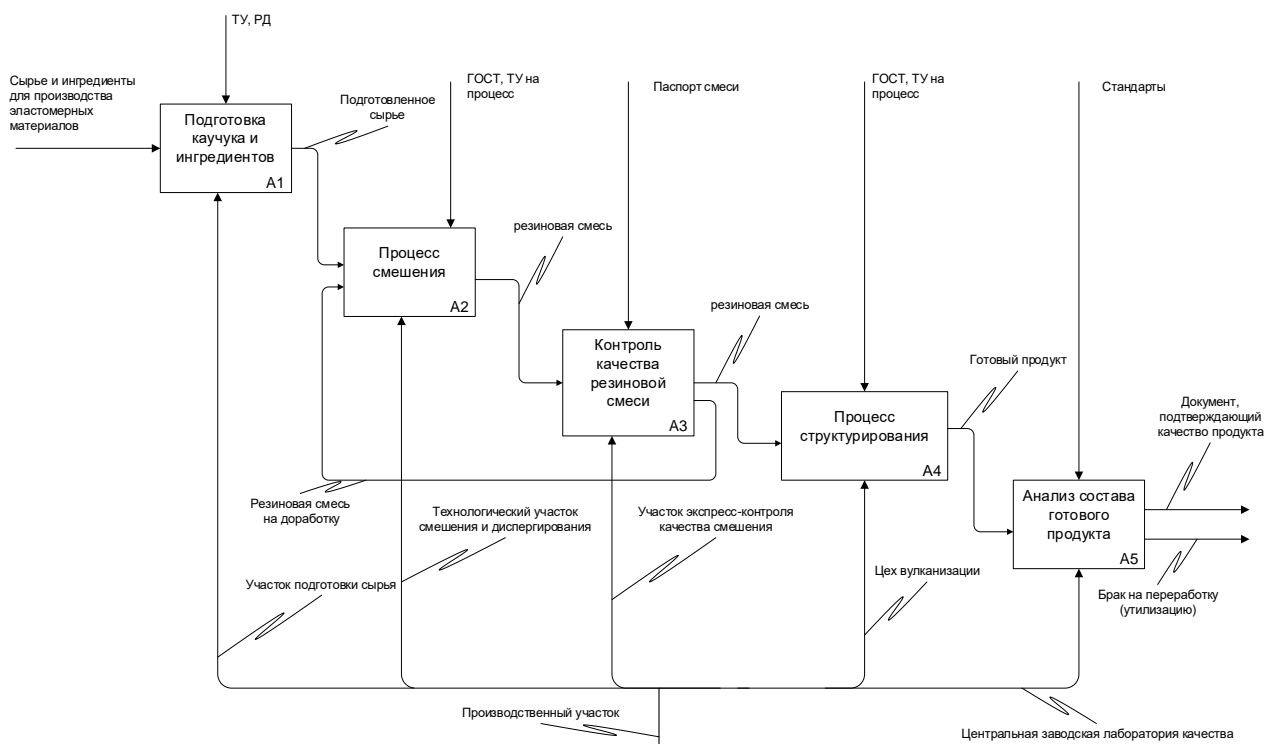 ТУ, РД
Сырье и ингредиенты
для производства
эластомерных
материалов
Подготовка
каучука и
ингредиентов
А1
Подготовленное
сырье
ГОСТ, ТУ на
процесс
Паспорт смеси
ГОСТ, ТУ на
процесс
Стандарты
Процесс
смешения
А2
резиновая смесь
Контроль
качества
резиновой
смеси
А3
резиновая смесь
Процесс
структурирования
А4
Готовый продукт
Анализ состава
готового
продукта
А5
Документ,
подтверждающий
качество продукта
Брак на переработку
(утилизацию)
Резиновая смесь
на доработку
Технологический участок
смешения и диспергирования
Участок экспресс-контроля
качества смешения
Участок подготовки сырья
Цех вулканизации
Производственный участок
Центральная заводская лаборатория качества